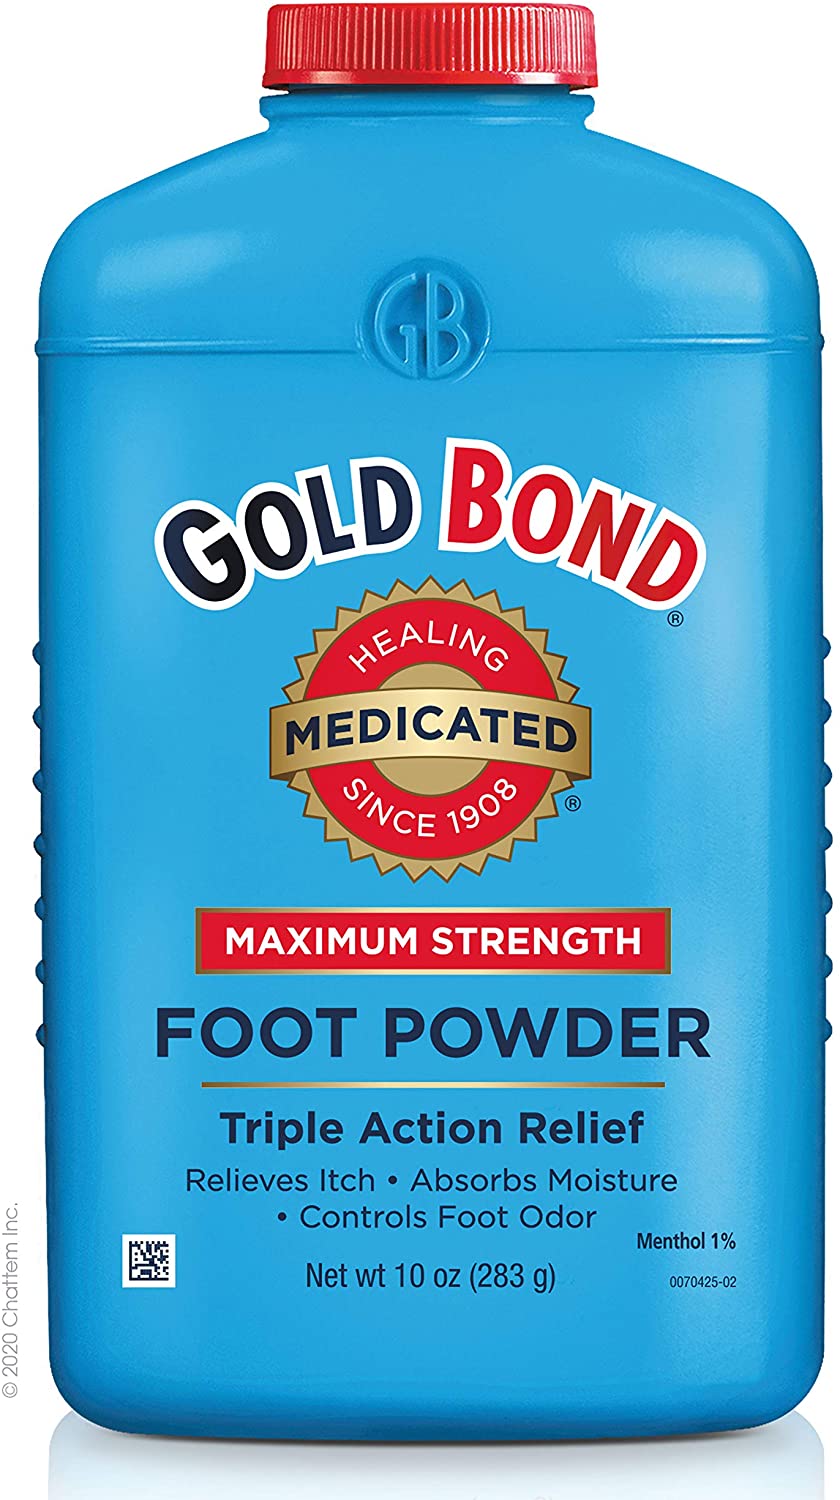 GB
GOLD BOND®
HEALING
MEDICATED
SINCE 1908
®
MAXIMUM STRENGTH
FOOT POWDER
Triple Action Relief
Relieves Itch • Absorbs Moisture
• Controls Foot Odor
Menthol 1%
Net wt 10 oz (283 g)
0070425-02
© 2020 Chattem Inc.